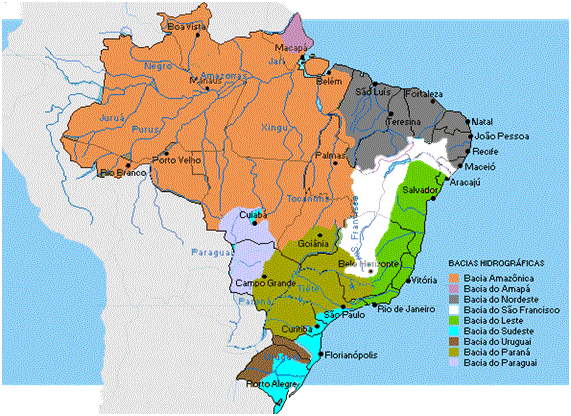 Boa Vista
Macapá
Negro
Amazonas
Jari
Manaus
Belém
São Luís
Fortaleza
Teresina
Natal
Juruá
Purus
Xingu
João Pessoa
Recife
Porto Velho
Palmas
Maceió
Rio Branco
Aracajú
Salvador
Tocantins
S. Francisco
Cuiabá
Goiânia
Paraguai
Belo Horizonte
Campo Grande
Vitória
Tietê
Paraná
São Paulo
Rio de Janeiro
Curitiba
Florianópolis
Porto Alegre
BACIAS HIDROGRÁFICAS
Bacia Amazônica
Bacia do Amapá
Bacia do Nordeste
Bacia do São Francisco
Bacia do Leste
Bacia do Sudeste
Bacia do Uruguai
Bacia do Paraná
Bacia do Paraguai